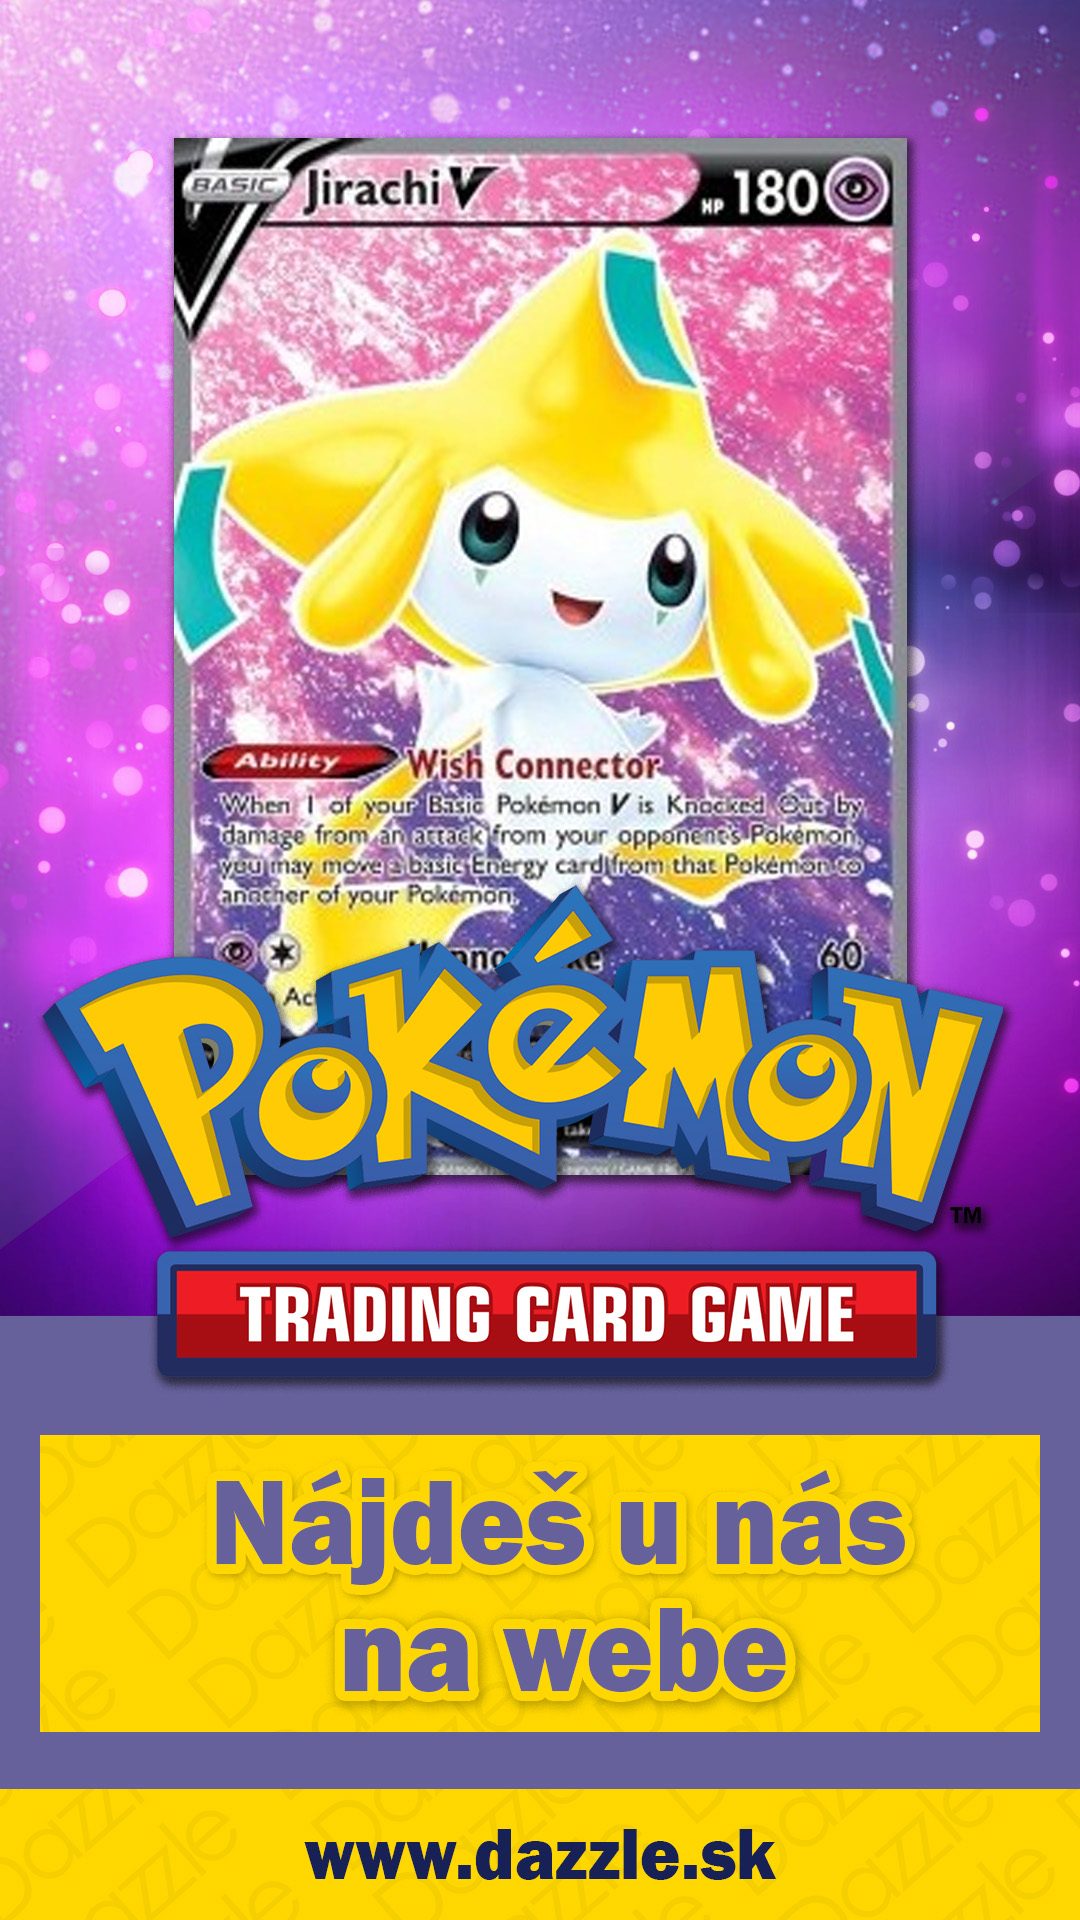 BASIC Jirachi V HP 180
Ability Wish Connector
When 1 of your Basic Pokémon V is Knocked Out by
damage from an attack from your opponent's Pokémon,
you may move a basic Energy card from that Pokémon to
another of your Pokémon.
60
POKÉMON
TM
TRADING CARD GAME
Nájdeš u nás
na webe
www.dazzle.sk
Dazzle